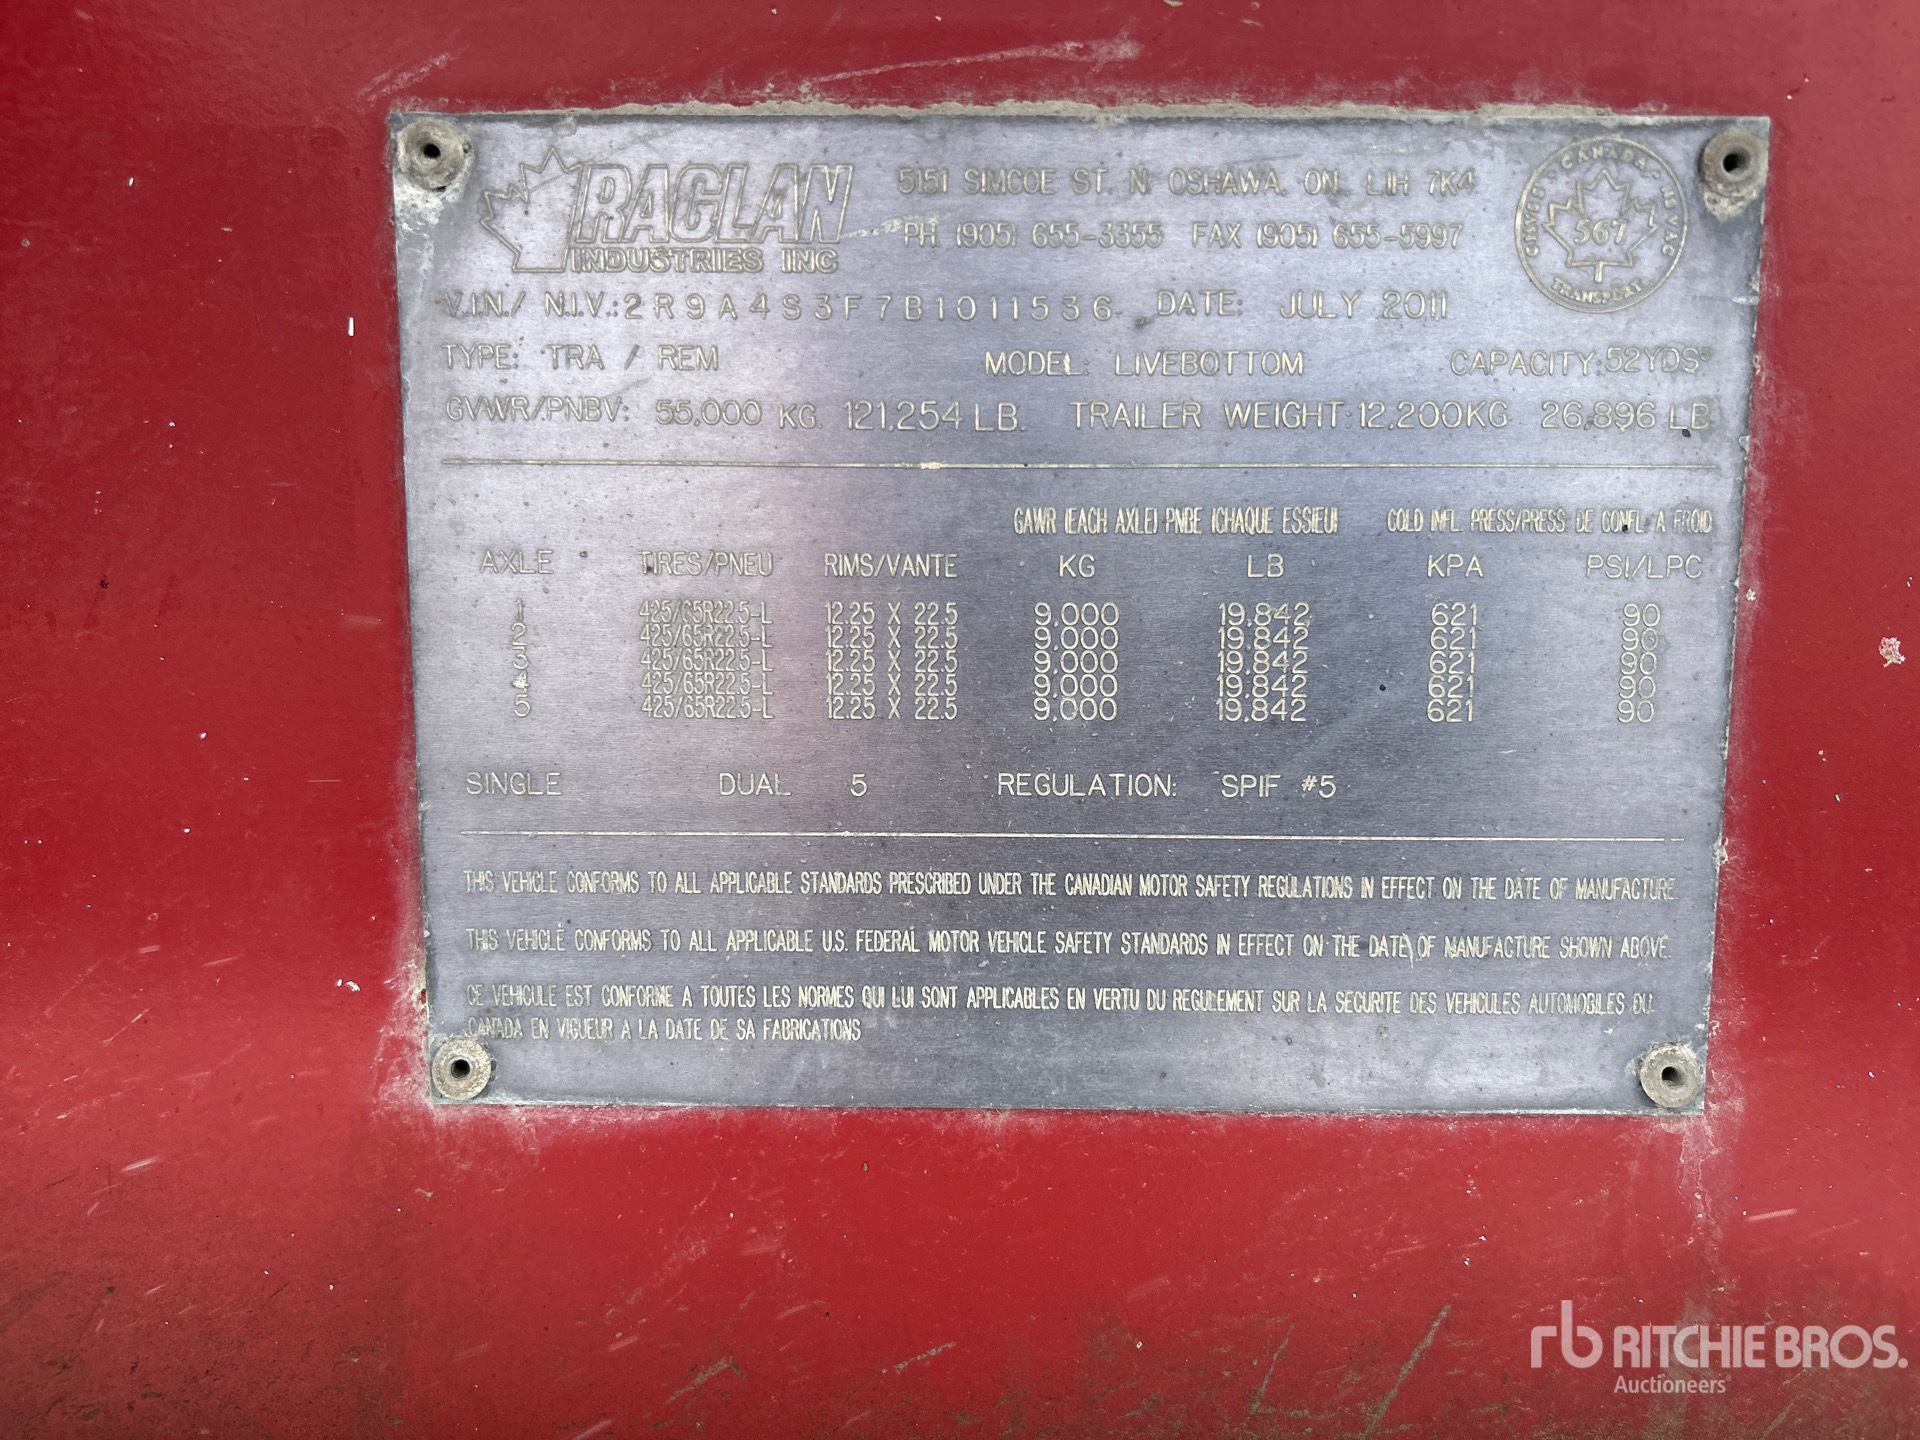 RAGLAN
INDUSTRIES INC
5151 SIMCOE ST. N OSHAWA, ON. L1H 7K4
PH. (905) 655-3355 FAX (905) 655-5997
CMVSS · CANADA · NSVAC
567
TRANSPORT
V.I.N./ N.I.V.: 2R9A4S3F7B1011536 DATE: JULY 2011
TYPE: TRA / REM MODEL: LIVEBOTTOM CAPACITY: 52YDS³
GVWR/PNBV: 55,000 KG. 121,254 LB. TRAILER WEIGHT: 12,200KG 26,896 LB
GAWR (EACH AXLE) PNBE (CHAQUE ESSIEU) COLD INFL. PRESS/PRESS DE CONFL. A FROID
AXLE TIRES/PNEU RIMS/VANTE KG LB KPA PSI/LPC
1 425/65R22.5-L 12.25 X 22.5 9,000 19,842 621 90
2 425/65R22.5-L 12.25 X 22.5 9,000 19,842 621 90
3 425/65R22.5-L 12.25 X 22.5 9,000 19,842 621 90
4 425/65R22.5-L 12.25 X 22.5 9,000 19,842 621 90
5 425/65R22.5-L 12.25 X 22.5 9,000 19,842 621 90
SINGLE DUAL 5 REGULATION: SPIF #5
THIS VEHICLE CONFORMS TO ALL APPLICABLE STANDARDS PRESCRIBED UNDER THE CANADIAN MOTOR SAFETY REGULATIONS IN EFFECT ON THE DATE OF MANUFACTURE.
THIS VEHICLE CONFORMS TO ALL APPLICABLE U.S. FEDERAL MOTOR VEHICLE SAFETY STANDARDS IN EFFECT ON THE DATE OF MANUFACTURE SHOWN ABOVE.
CE VEHICULE EST CONFORME A TOUTES LES NORMES QUI LUI SONT APPLICABLES EN VERTU DU REGULEMENT SUR LA SECURITE DES VEHICULES AUTOMOBILES DU
CANADA EN VIGUEUR A LA DATE DE SA FABRICATIONS
rb RITCHIE BROS.
Auctioneers